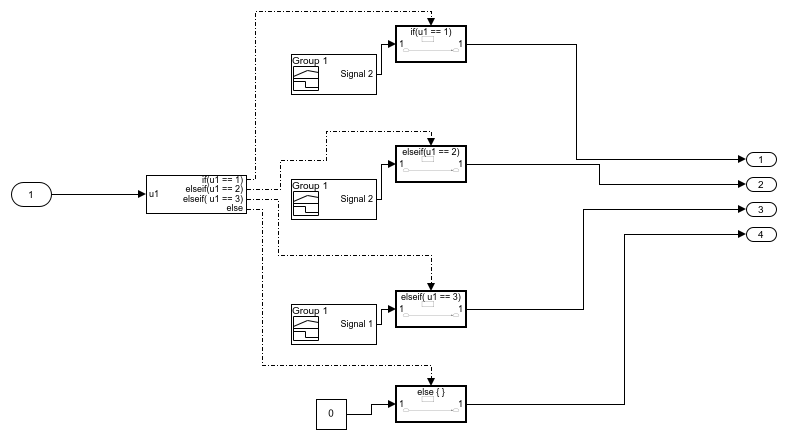 if(u1 == 1)
1
1
Group 1
Signal 2
elseif(u1 == 2)
1
1
Group 1
Signal 2
1
2
3
4
1
u1
if(u1 == 1)
elseif(u1 == 2)
elseif( u1 == 3)
else
elseif( u1 == 3)
1
1
Group 1
Signal 1
else { }
1
1
0